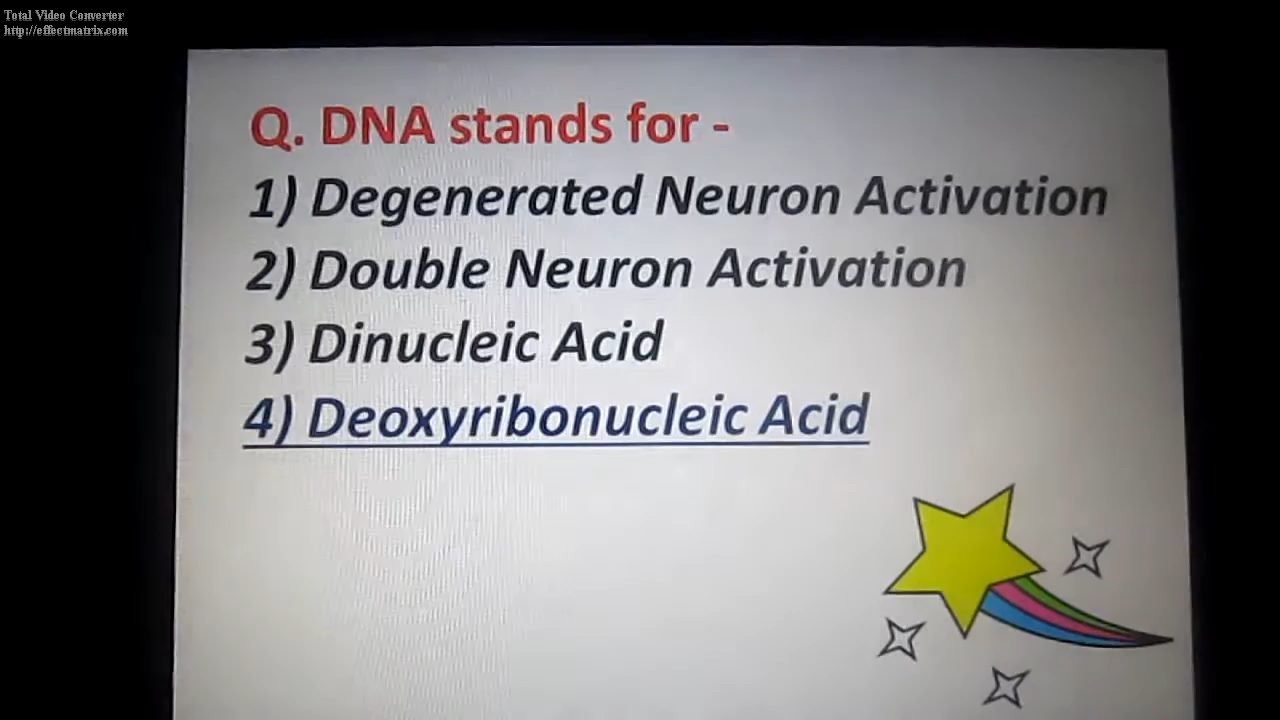 Total Video Converter
http://effectmatrix.com
Q. DNA stands for -
1) Degenerated Neuron Activation
2) Double Neuron Activation
3) Dinucleic Acid
4) Deoxyribonucleic Acid